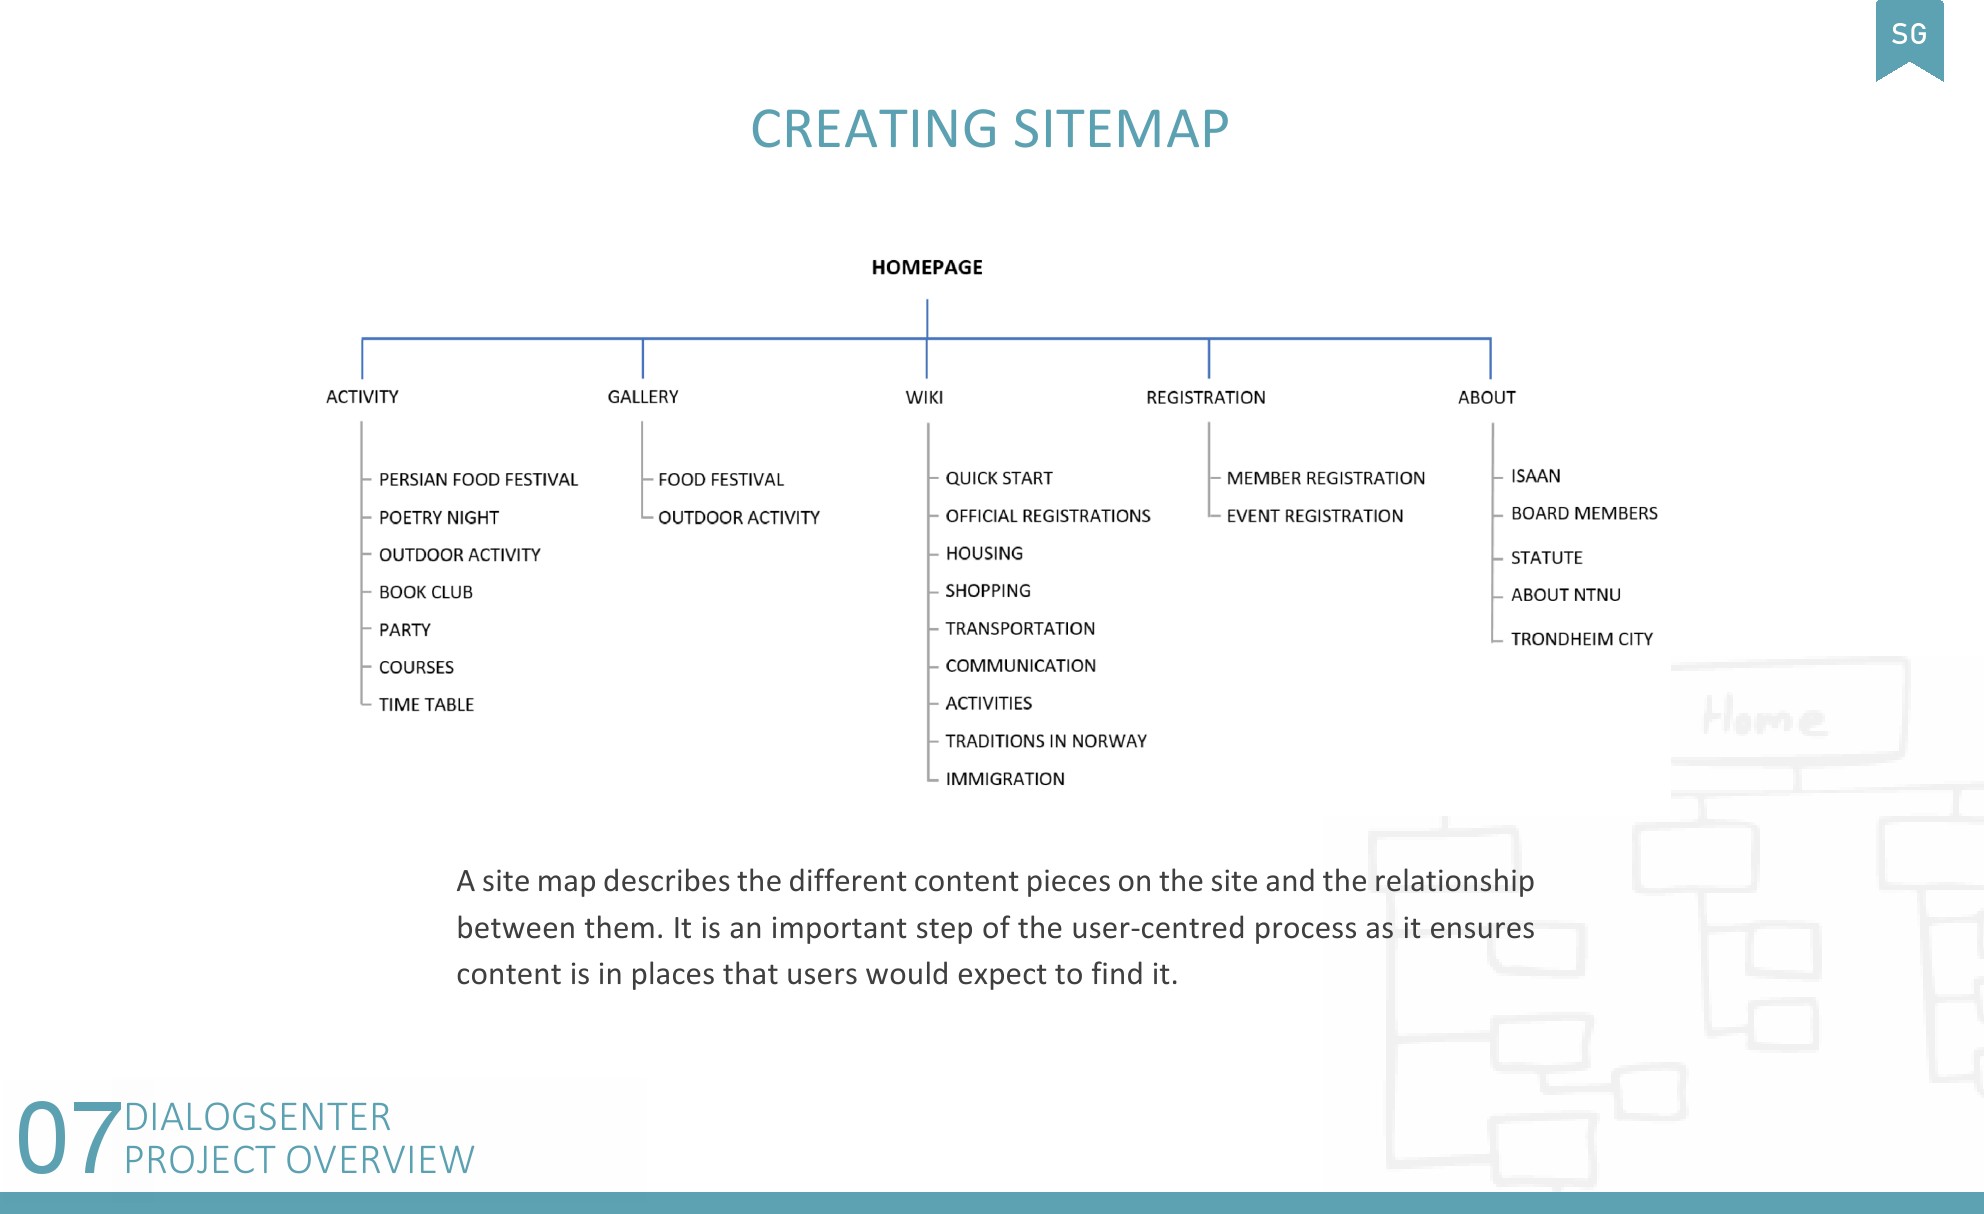 SG
CREATING SITEMAP
HOMEPAGE
ACTIVITY
GALLERY
WIKI
REGISTRATION
ABOUT
PERSIAN FOOD FESTIVAL
POETRY NIGHT
OUTDOOR ACTIVITY
BOOK CLUB
PARTY
COURSES
TIME TABLE
FOOD FESTIVAL
OUTDOOR ACTIVITY
QUICK START
OFFICIAL REGISTRATIONS
HOUSING
SHOPPING
TRANSPORTATION
COMMUNICATION
ACTIVITIES
TRADITIONS IN NORWAY
IMMIGRATION
MEMBER REGISTRATION
EVENT REGISTRATION
ISAAN
BOARD MEMBERS
STATUTE
ABOUT NTNU
TRONDHEIM CITY
Home
A site map describes the different content pieces on the site and the relationship
between them. It is an important step of the user-centred process as it ensures
content is in places that users would expect to find it.
07
DIALOGSENTER
PROJECT OVERVIEW